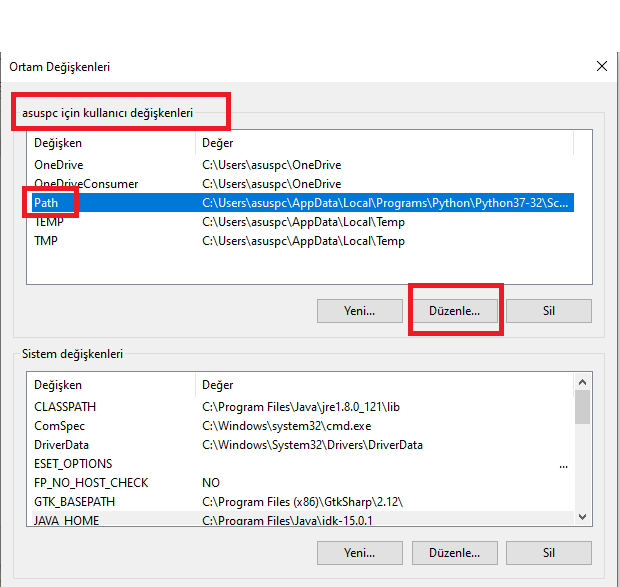 Ortam Değişkenleri
asuspc için kullanıcı değişkenleri
Değişken Değer
OneDrive C:\Users\asuspc\OneDrive
OneDriveConsumer C:\Users\asuspc\OneDrive
Path C:\Users\asuspc\AppData\Local\Programs\Python\Python37-32\Sc...
TEMP C:\Users\asuspc\AppData\Local\Temp
TMP C:\Users\asuspc\AppData\Local\Temp
Yeni... Düzenle... Sil
Sistem değişkenleri
Değişken Değer
CLASSPATH C:\Program Files\Java\jre1.8.0_121\lib
ComSpec C:\Windows\system32\cmd.exe
DriverData C:\Windows\System32\Drivers\DriverData
ESET_OPTIONS ...
FP_NO_HOST_CHECK NO
GTK_BASEPATH C:\Program Files (x86)\GtkSharp\2.12\
JAVA_HOME C:\Program Files\Java\jdk-15.0.1
Yeni... Düzenle... Sil